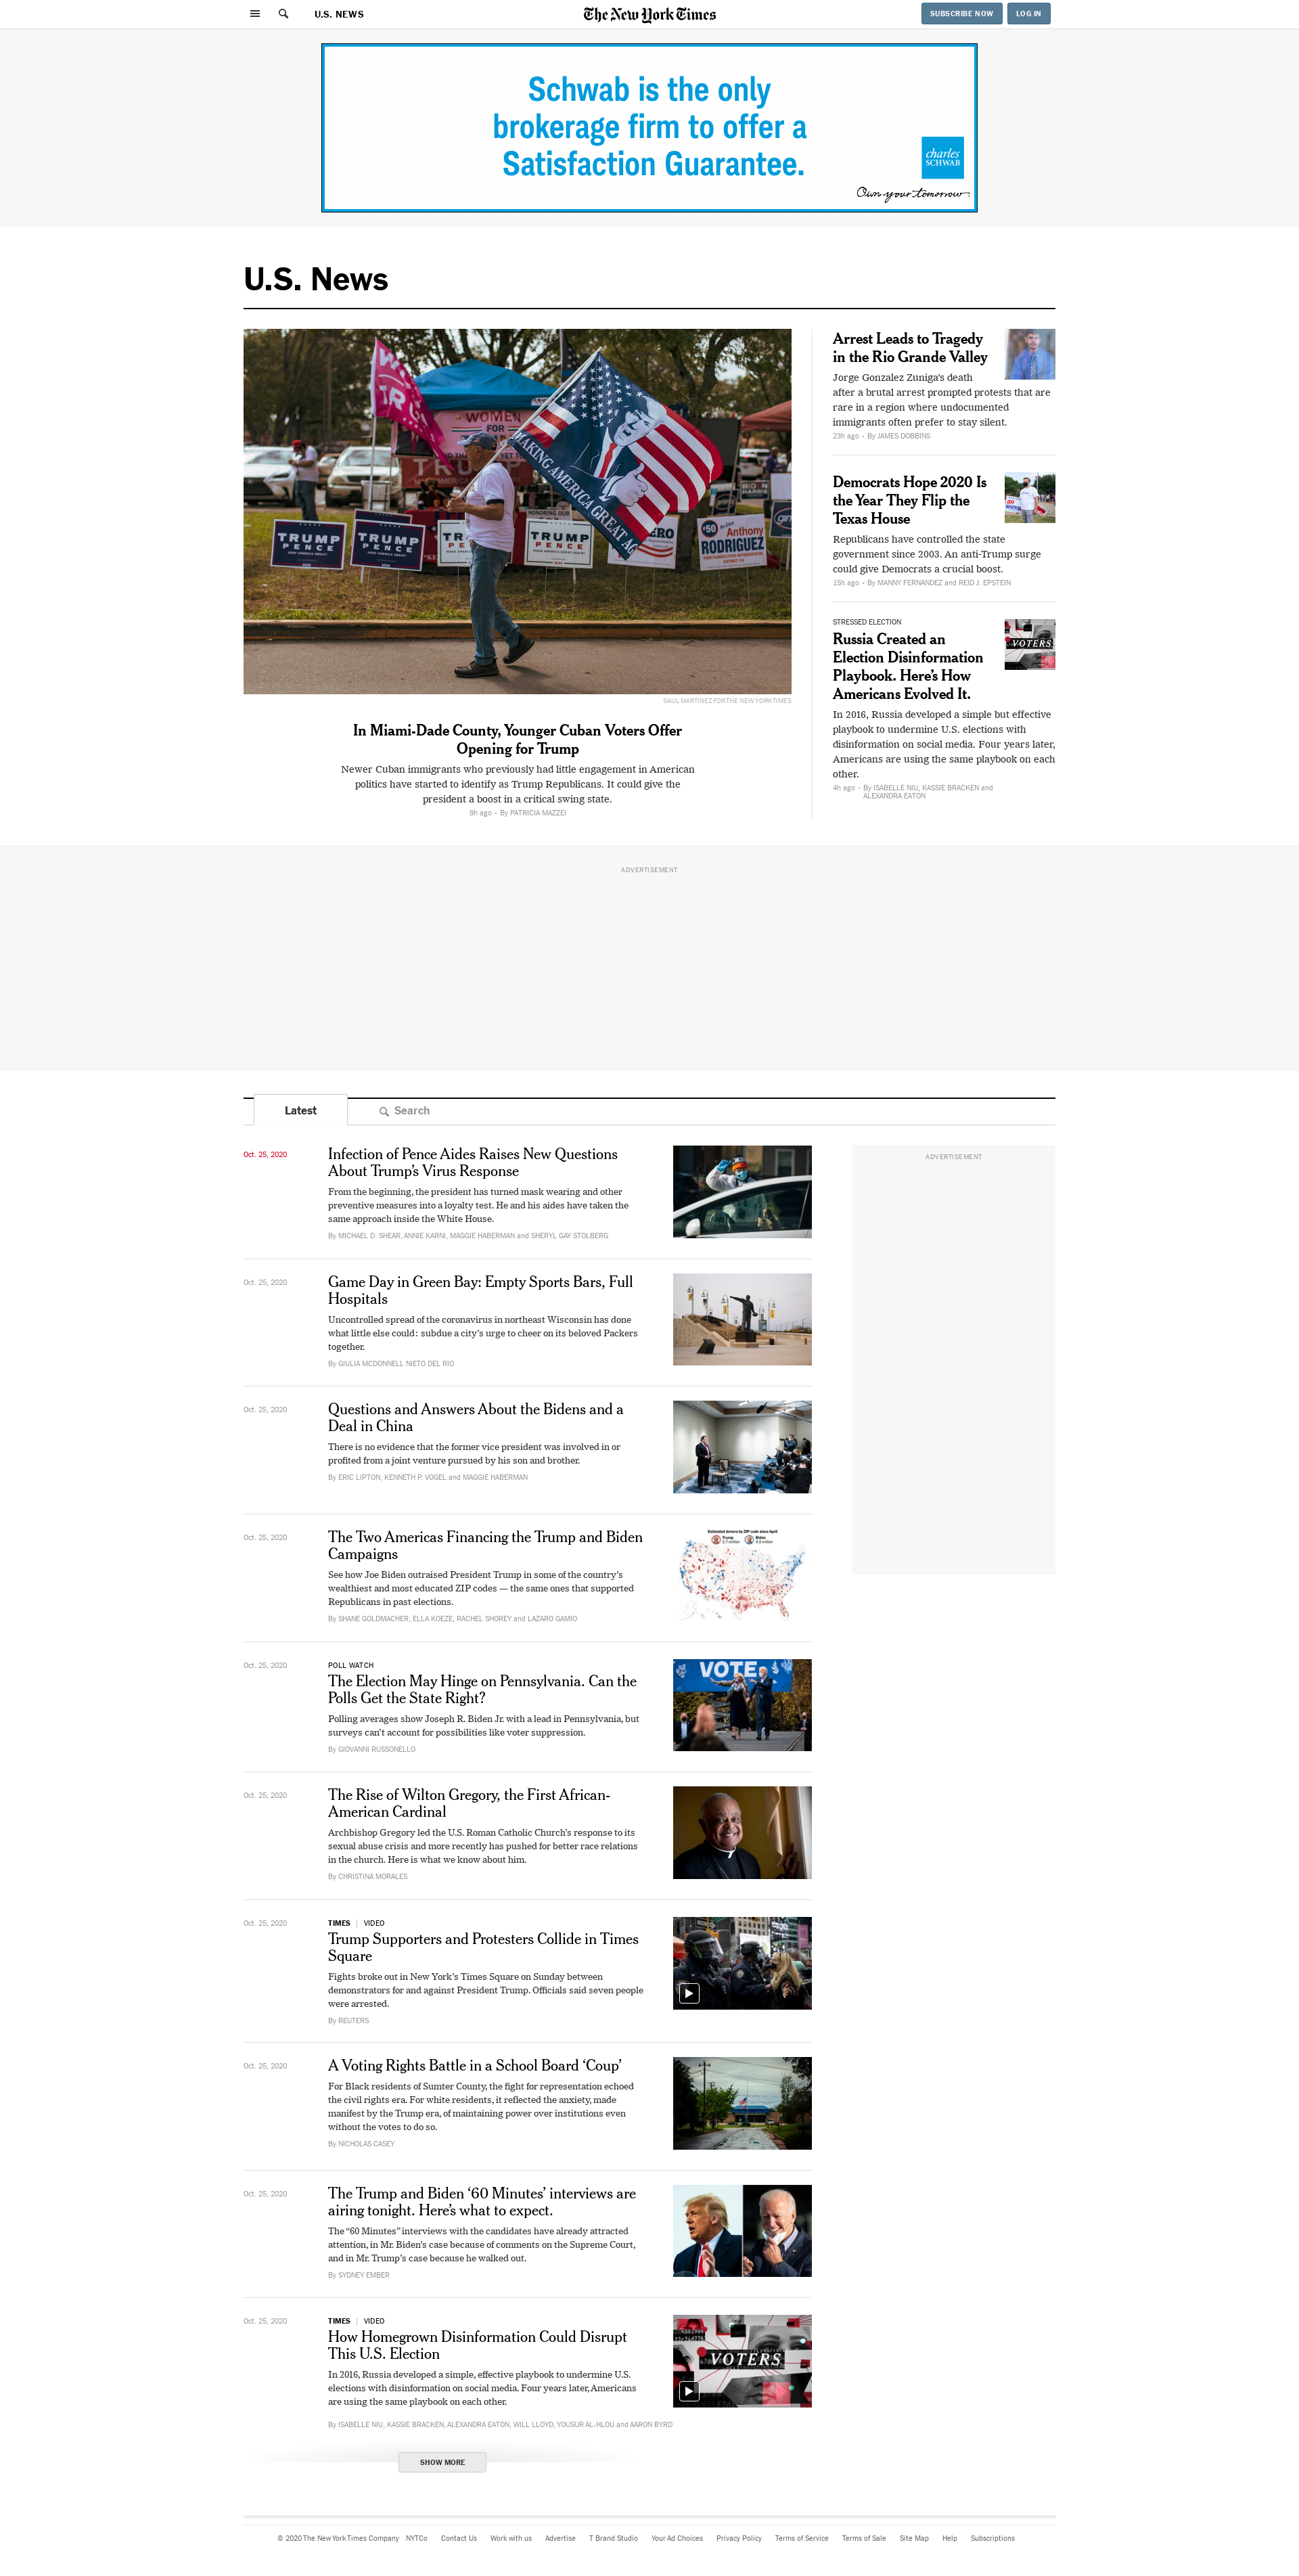 U.S. NEWS
The New York Times
SUBSCRIBE NOW
LOG IN
Schwab is the only
brokerage firm to offer a
Satisfaction Guarantee.
charles
SCHWAB
Own your tomorrow.
U.S. News
WOMEN
FOR
TRUMP
TRUMP
PENCE
TRUMP
PENCE
TRUMP
PENCE
TRUMP
PENCE
MAKING AMERICA GREAT AG
HONORING OUR
HERO
+50
Anthony
RODRIGUEZ
SAUL MARTINEZ FOR THE NEW YORK TIMES
In Miami-Dade County, Younger Cuban Voters Offer
Opening for Trump
Newer Cuban immigrants who previously had little engagement in American
politics have started to identify as Trump Republicans. It could give the
president a boost in a critical swing state.
8h ago • By PATRICIA MAZZEI
Arrest Leads to Tragedy
in the Rio Grande Valley
Jorge Gonzalez Zuniga's death
after a brutal arrest prompted protests that are
rare in a region where undocumented
immigrants often prefer to stay silent.
23h ago • By JAMES DOBBINS
Democrats Hope 2020 Is
the Year They Flip the
Texas House
Republicans have controlled the state
government since 2003. An anti-Trump surge
could give Democrats a crucial boost.
15h ago • By MANNY FERNANDEZ and REID J. EPSTEIN
STRESSED ELECTION
Russia Created an
Election Disinformation
Playbook. Here's How
Americans Evolved It.
VOTERS
In 2016, Russia developed a simple but effective
playbook to undermine U.S. elections with
disinformation on social media. Four years later,
Americans are using the same playbook on each
other.
4h ago • By ISABELLE NIU, KASSIE BRACKEN and
ALEXANDRA EATON
ADVERTISEMENT
Latest
Search
ADVERTISEMENT
Oct. 25, 2020
Infection of Pence Aides Raises New Questions
About Trump's Virus Response
From the beginning, the president has turned mask wearing and other
preventive measures into a loyalty test. He and his aides have taken the
same approach inside the White House.
By MICHAEL D. SHEAR, ANNIE KARNI, MAGGIE HABERMAN and SHERYL GAY STOLBERG
Oct. 25, 2020
Game Day in Green Bay: Empty Sports Bars, Full
Hospitals
Uncontrolled spread of the coronavirus in northeast Wisconsin has done
what little else could: subdue a city's urge to cheer on its beloved Packers
together.
By GIULIA MCDONNELL NIETO DEL RIO
Oct. 25, 2020
Questions and Answers About the Bidens and a
Deal in China
There is no evidence that the former vice president was involved in or
profited from a joint venture pursued by his son and brother.
By ERIC LIPTON, KENNETH P. VOGEL and MAGGIE HABERMAN
Oct. 25, 2020
The Two Americas Financing the Trump and Biden
Campaigns
See how Joe Biden outraised President Trump in some of the country's
wealthiest and most educated ZIP codes — the same ones that supported
Republicans in past elections.
By SHANE GOLDMACHER, ELLA KOEZE, RACHEL SHOREY and LAZARO GAMIO
Estimated donors by ZIP code since April
Trump
Biden
Oct. 25, 2020
POLL WATCH
The Election May Hinge on Pennsylvania. Can the
Polls Get the State Right?
Polling averages show Joseph R. Biden Jr. with a lead in Pennsylvania, but
surveys can't account for possibilities like voter suppression.
By GIOVANNI RUSSONELLO
VOTE
Oct. 25, 2020
The Rise of Wilton Gregory, the First African-
American Cardinal
Archbishop Gregory led the U.S. Roman Catholic Church's response to its
sexual abuse crisis and more recently has pushed for better race relations
in the church. Here is what we know about him.
By CHRISTINA MORALES
Oct. 25, 2020
TIMES | VIDEO
Trump Supporters and Protesters Collide in Times
Square
Fights broke out in New York's Times Square on Sunday between
demonstrators for and against President Trump. Officials said seven people
were arrested.
By REUTERS
Oct. 25, 2020
A Voting Rights Battle in a School Board 'Coup'
For Black residents of Sumter County, the fight for representation echoed
the civil rights era. For white residents, it reflected the anxiety, made
manifest by the Trump era, of maintaining power over institutions even
without the votes to do so.
By NICHOLAS CASEY
Oct. 25, 2020
The Trump and Biden '60 Minutes' interviews are
airing tonight. Here's what to expect.
The "60 Minutes" interviews with the candidates have already attracted
attention, in Mr. Biden's case because of comments on the Supreme Court,
and in Mr. Trump's case because he walked out.
By SYDNEY EMBER
Oct. 25, 2020
TIMES | VIDEO
How Homegrown Disinformation Could Disrupt
This U.S. Election
In 2016, Russia developed a simple, effective playbook to undermine U.S.
elections with disinformation on social media. Four years later, Americans
are using the same playbook on each other.
By ISABELLE NIU, KASSIE BRACKEN, ALEXANDRA EATON, WILL LLOYD, YOUSUR AL-HLOU and AARON BYRD
VOTERS
SHOW MORE
© 2020 The New York Times Company NYTCo Contact Us Work with us Advertise T Brand Studio Your Ad Choices Privacy Policy Terms of Service Terms of Sale Site Map Help Subscriptions